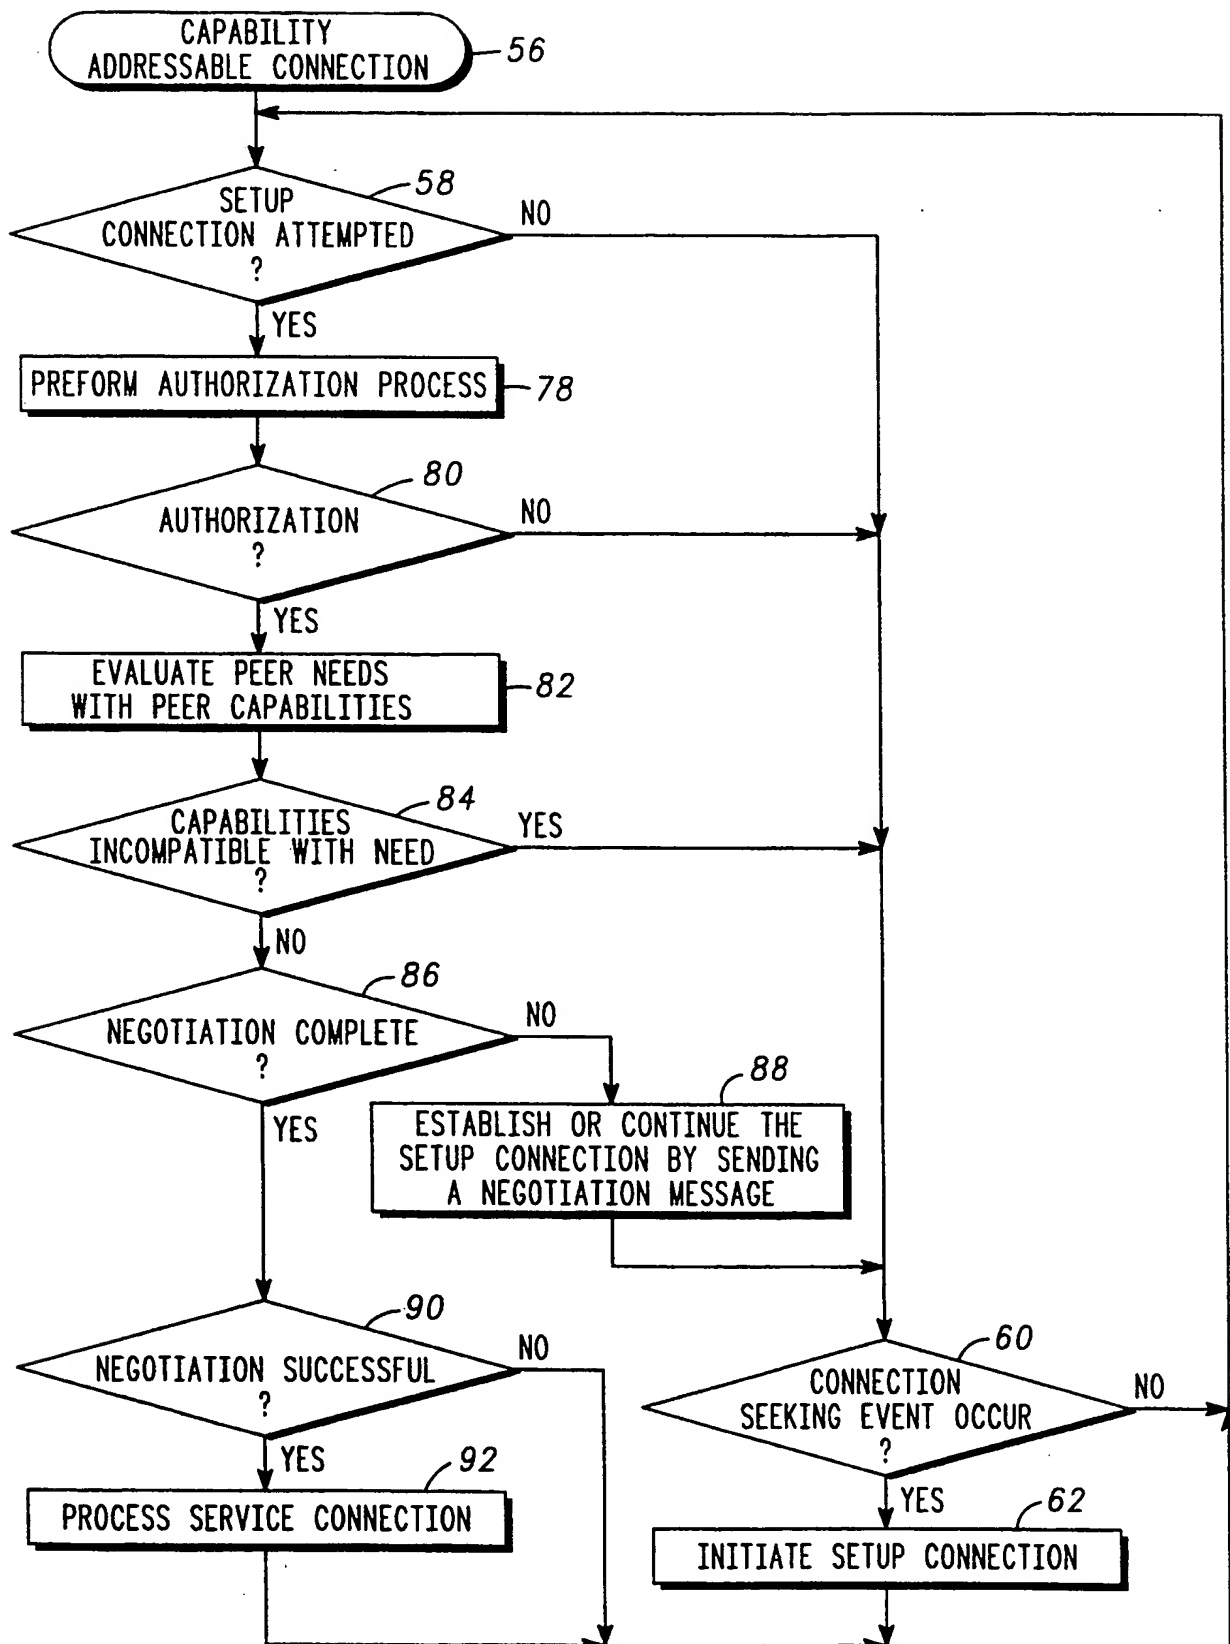 CAPABILITY
ADDRESSABLE CONNECTION
56
58
SETUP
CONNECTION ATTEMPTED
?
NO
YES
PREFORM AUTHORIZATION PROCESS
78
80
AUTHORIZATION
?
NO
YES
EVALUATE PEER NEEDS
WITH PEER CAPABILITIES
82
84
CAPABILITIES
INCOMPATIBLE WITH NEED
?
YES
NO
86
NEGOTIATION COMPLETE
?
NO
YES
88
ESTABLISH OR CONTINUE THE
SETUP CONNECTION BY SENDING
A NEGOTIATION MESSAGE
90
NEGOTIATION SUCCESSFUL
?
NO
YES
92
PROCESS SERVICE CONNECTION
60
CONNECTION
SEEKING EVENT OCCUR
?
NO
YES
62
INITIATE SETUP CONNECTION